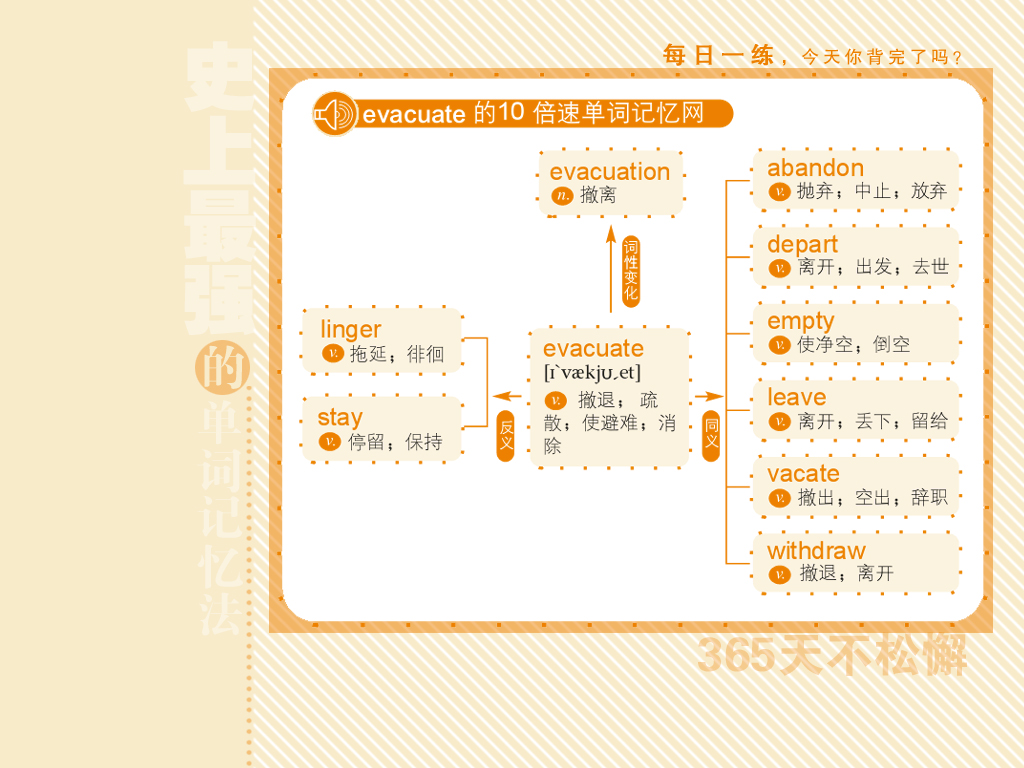 每日一练，今天你背完了吗?
史上最强的单词记忆法
evacuate 的10 倍速单词记忆网
evacuation
n. 撤离
词性变化
linger
v. 拖延；徘徊
stay
v. 停留；保持
反义
evacuate
[ɪˋvækjʊˏet]
v. 撤退； 疏
散；使避难；消
除
同义
abandon
v. 抛弃；中止；放弃
depart
v. 离开；出发；去世
empty
v. 使净空；倒空
leave
v. 离开；丢下；留给
vacate
v. 撤出；空出；辞职
withdraw
v. 撤退；离开
365天不松懈